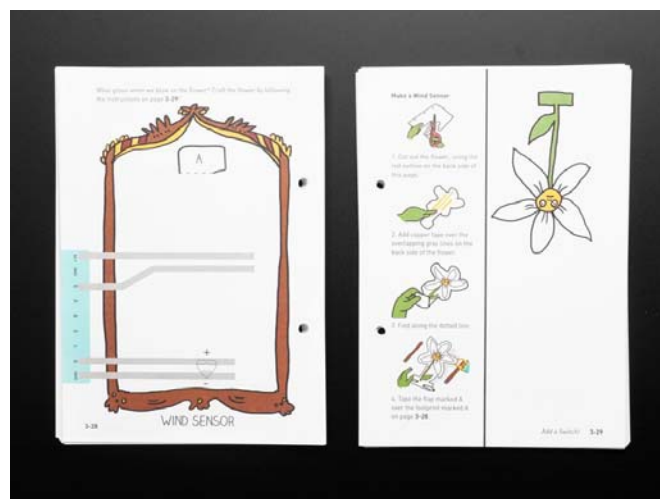 What grows when we blow on the flower? Craft the flower by following
the instructions on page 3-29
A
+
-
3-28
WIND SENSOR
Make a Wind Sensor
1. Cut out the flower, using the
on the back side of
this page.
2. Add copper tape over the
overlapping gray lines on the
back side of the flower.
3. Fold along the dotted line.
4. Tape the flap marked A
over the footprint marked A
on page 3-28.
Add a Switch! 3-29